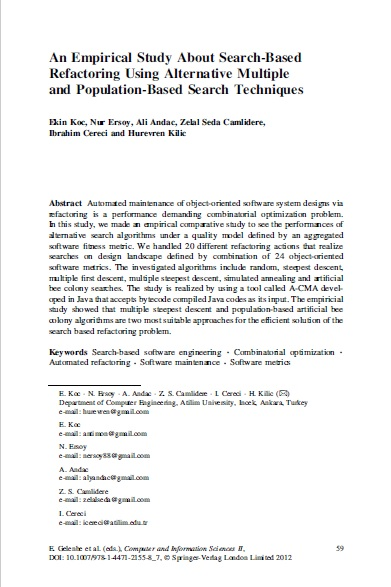 An Empirical Study About Search-Based
Refactoring Using Alternative Multiple
and Population-Based Search Techniques
Ekin Koc, Nur Ersoy, Ali Andac, Zelal Seda Camlidere,
Ibrahim Cereci and Hurevren Kilic
Abstract Automated maintenance of object-oriented software system designs via
refactoring is a performance demanding combinatorial optimization problem.
In this study, we made an empirical comparative study to see the performances of
alternative search algorithms under a quality model defined by an aggregated
software fitness metric. We handled 20 different refactoring actions that realize
searches on design landscape defined by combination of 24 object-oriented
software metrics. The investigated algorithms include random, steepest descent,
multiple first descent, multiple steepest descent, simulated annealing and artificial
bee colony searches. The study is realized by using a tool called A-CMA devel-
oped in Java that accepts bytecode compiled Java codes as its input. The empiricial
study showed that multiple steepest descent and population-based artificial bee
colony algorithms are two most suitable approaches for the efficient solution of the
search based refactoring problem.
Keywords Search-based software engineering · Combinatorial optimization ·
Automated refactoring · Software maintenance · Software metrics
E. Koc · N. Ersoy · A. Andac · Z. S. Camlidere · I. Cereci · H. Kilic (✉)
Department of Computer Engineering, Atilim University, Incek, Ankara, Turkey
e-mail: hurevren@gmail.com
E. Koc
e-mail: antimon@gmail.com
N. Ersoy
e-mail: nersoy88@gmail.com
A. Andac
e-mail: alyandac@gmail.com
Z. S. Camlidere
e-mail: zelalseda@gmail.com
I. Cereci
e-mail: icereci@atilim.edu.tr
E. Gelenbe et al. (eds.), Computer and Information Sciences II, 59
DOI: 10.1007/978-1-4471-2155-8_7, © Springer-Verlag London Limited 2012